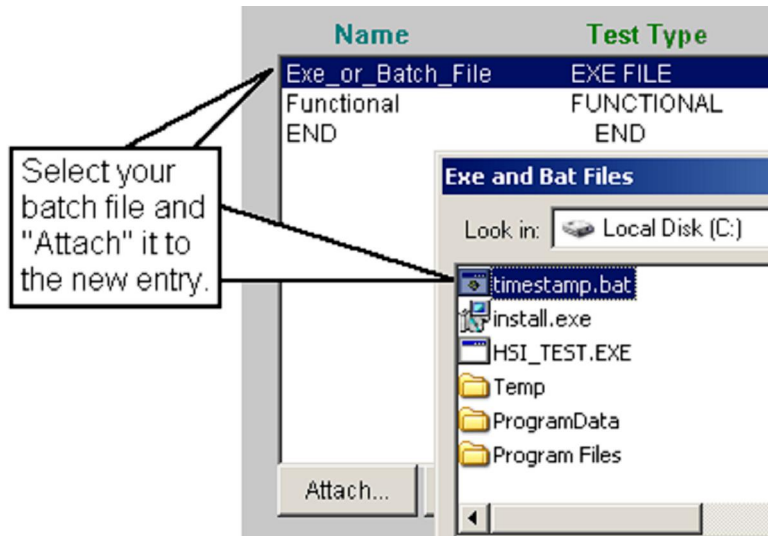 Name Test Type
Exe_or_Batch_File EXE FILE
Functional FUNCTIONAL
END END
Select your
batch file and
"Attach" it to
the new entry.
Exe and Bat Files
Look in: Local Disk (C:)
timestamp.bat
install.exe
HSI_TEST.EXE
Temp
ProgramData
Program Files
Attach...